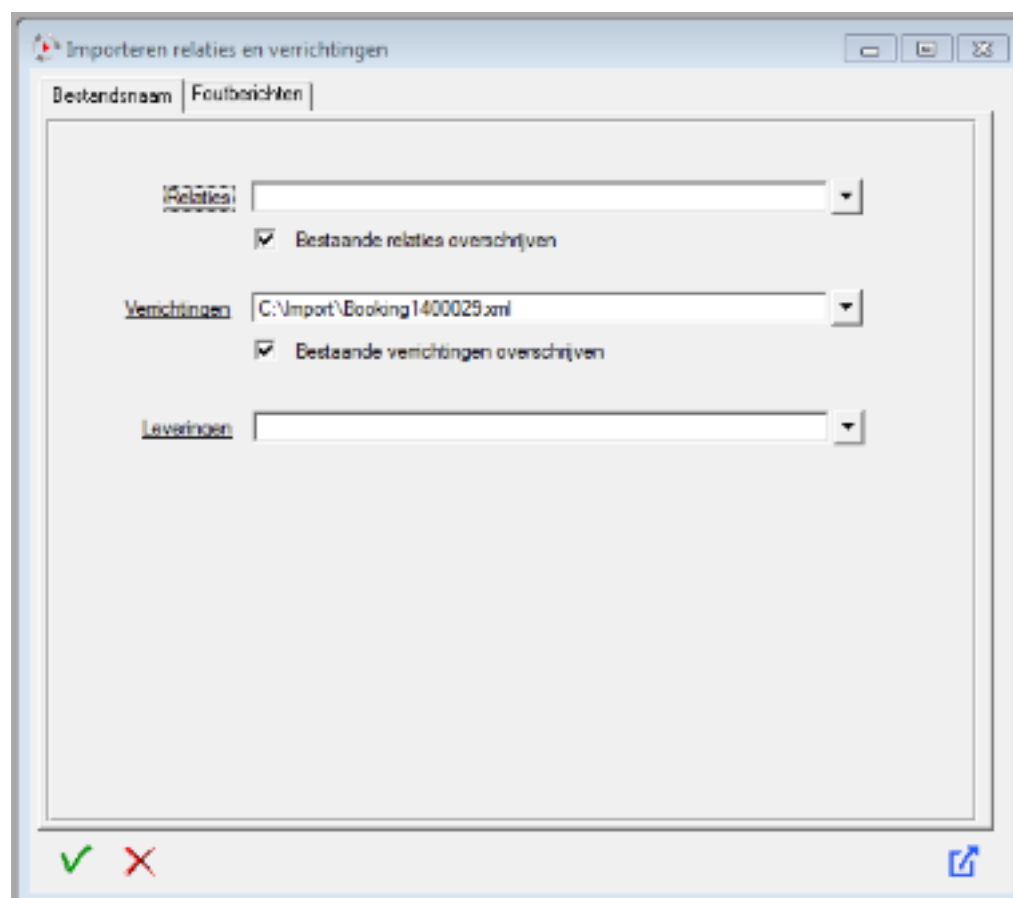 Importeren relaties en verrichtingen
Bestandsnaam Foutberichten
Relaties
Bestaande relaties overschrijven
Verrichtingen C:\Import\Booking1400029.xml
Bestaande verrichtingen overschrijven
Leveringen